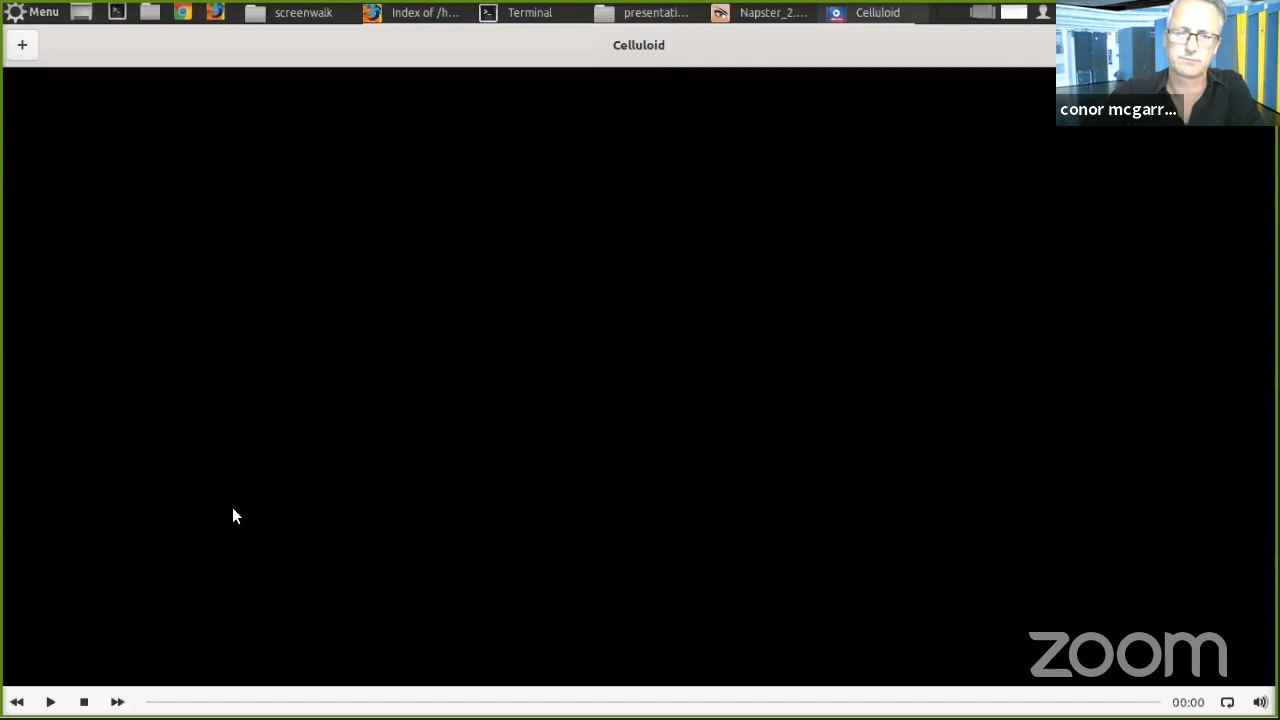 Menu
screenwalk
Index of /h...
Terminal
presentati...
Napster_2....
Celluloid
+
Celluloid
conor mcgarr...
zoom
00:00